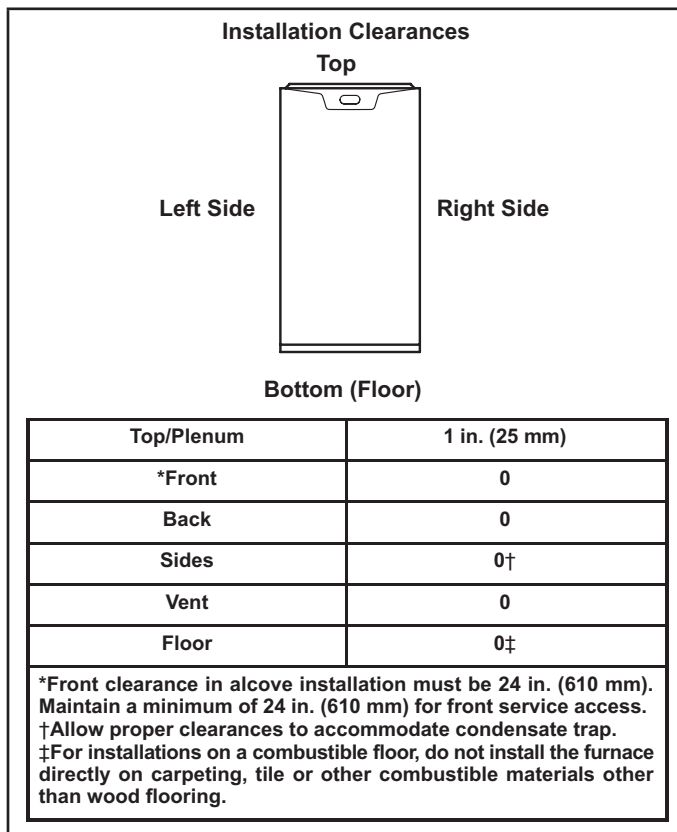 Installation Clearances
Top
Left Side
Right Side
Bottom (Floor)
Top/Plenum 1 in. (25 mm)
*Front 0
Back 0
Sides 0†
Vent 0
Floor 0‡
*Front clearance in alcove installation must be 24 in. (610 mm).
Maintain a minimum of 24 in. (610 mm) for front service access.
†Allow proper clearances to accommodate condensate trap.
‡For installations on a combustible floor, do not install the furnace
directly on carpeting, tile or other combustible materials other
than wood flooring.